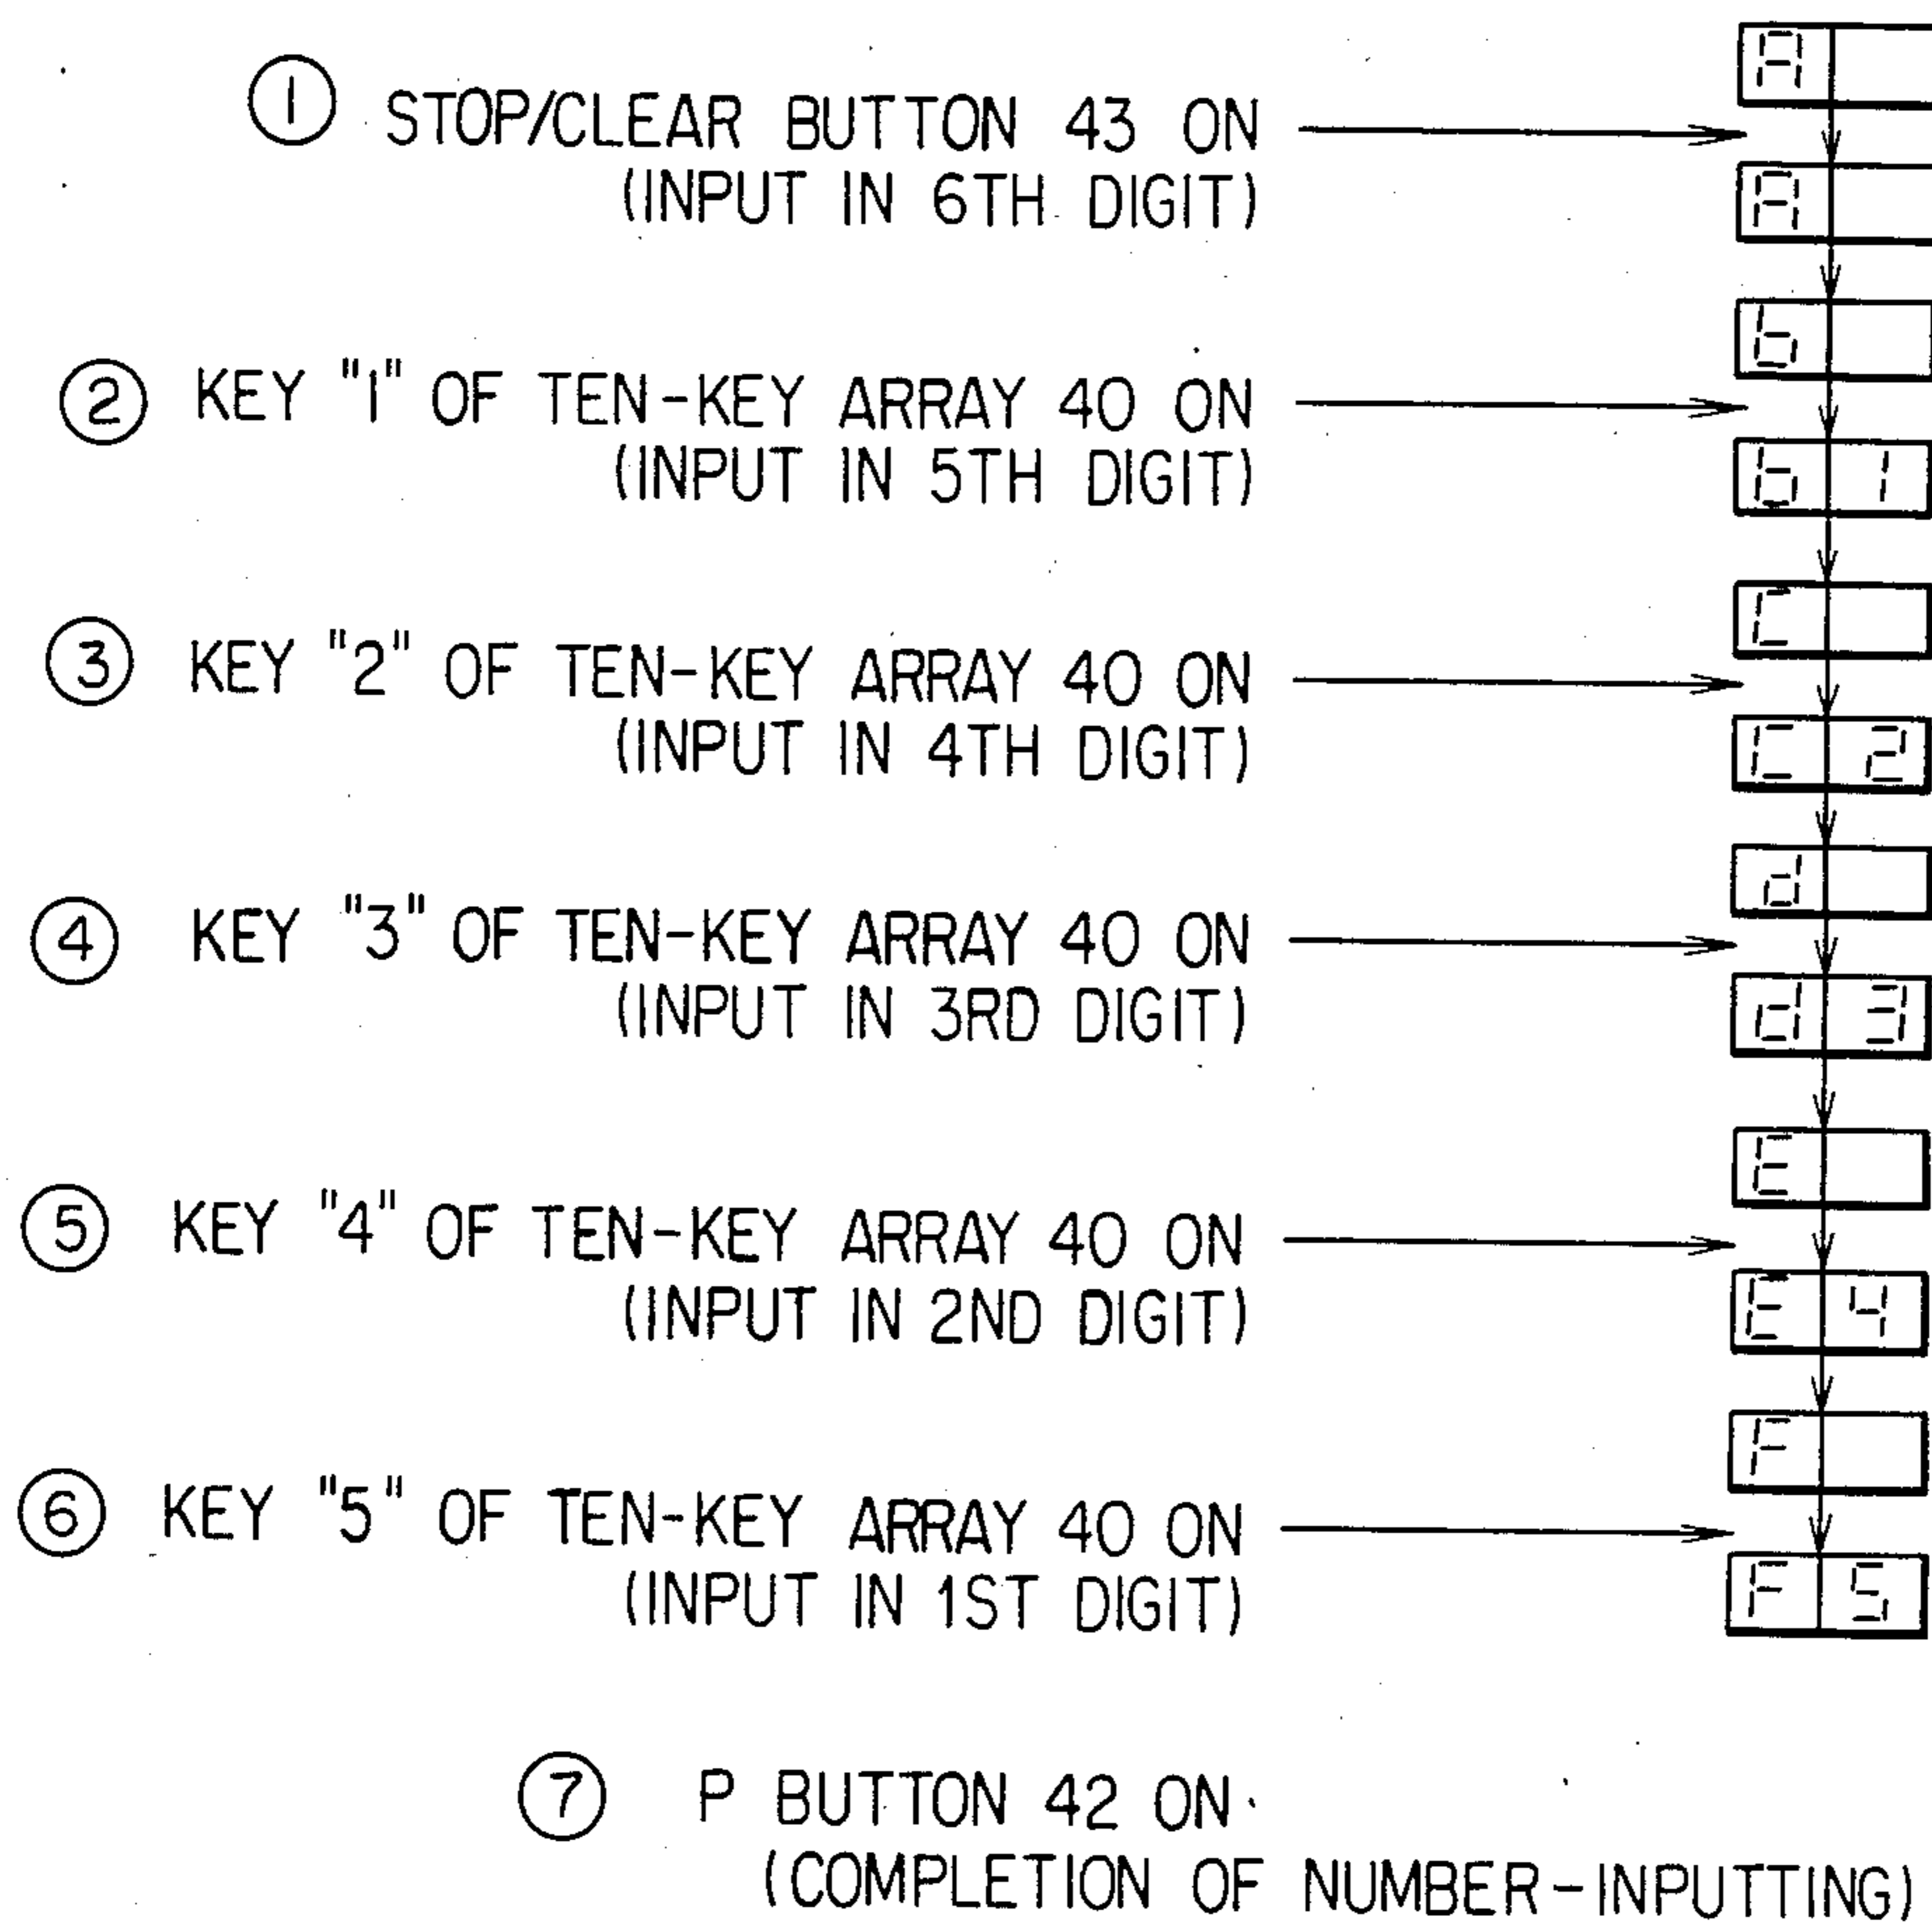 A
① STOP/CLEAR BUTTON 43 ON
(INPUT IN 6TH DIGIT)
A
b
② KEY "1" OF TEN-KEY ARRAY 40 ON
(INPUT IN 5TH DIGIT)
b 1
C
③ KEY "2" OF TEN-KEY ARRAY 40 ON
(INPUT IN 4TH DIGIT)
C 2
d
④ KEY "3" OF TEN-KEY ARRAY 40 ON
(INPUT IN 3RD DIGIT)
d 3
E
⑤ KEY "4" OF TEN-KEY ARRAY 40 ON
(INPUT IN 2ND DIGIT)
E 4
F
⑥ KEY "5" OF TEN-KEY ARRAY 40 ON
(INPUT IN 1ST DIGIT)
F 5
⑦ P BUTTON 42 ON
(COMPLETION OF NUMBER-INPUTTING)